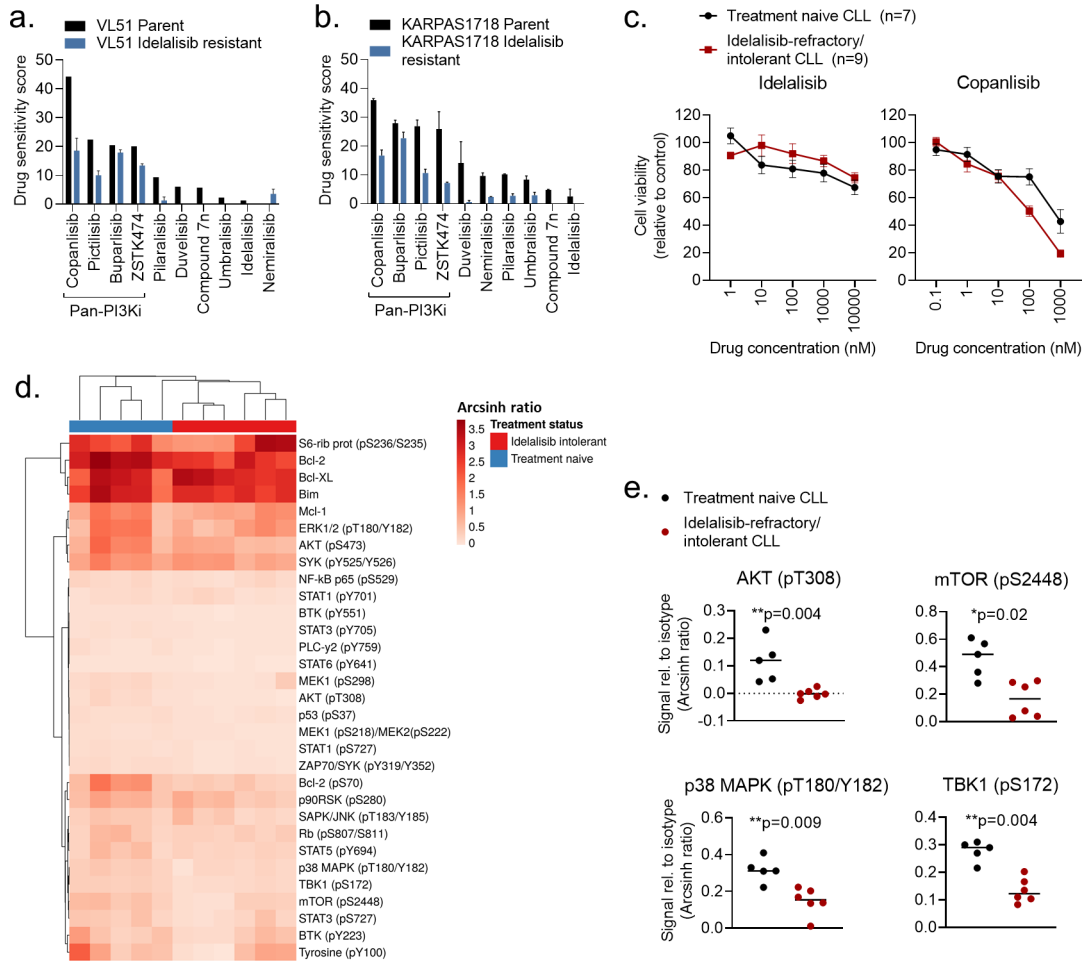 a.
VL51 Parent
VL51 Idelalisib resistant
Drug sensitivity score
50
40
30
20
10
0
Copanlisib
Pictilisib
Buparlisib
ZSTK474
Pilaralisib
Duvelisib
Compound 7n
Umbralisib
Idelalisib
Nemiralisib
Pan-PI3Ki
b.
KARPAS1718 Parent
KARPAS1718 Idelalisib
resistant
Drug sensitivity score
50
40
30
20
10
0
Copanlisib
Buparlisib
Pictilisib
ZSTK474
Duvelisib
Nemiralisib
Pilaralisib
Umbralisib
Compound 7n
Idelalisib
Pan-PI3Ki
c.
Treatment naive CLL (n=7)
Idelalisib-refractory/
intolerant CLL (n=9)
Idelalisib
Cell viability
(relative to control)
120
100
80
60
40
20
0
1
10
100
1000
10000
Drug concentration (nM)
Copanlisib
120
100
80
60
40
20
0
0.1
1
10
100
1000
Drug concentration (nM)
d.
Arcsinh ratio
3.5
3
2.5
2
1.5
1
0.5
0
Treatment status
Idelalisib intolerant
Treatment naive
S6-rib prot (pS236/S235)
Bcl-2
Bcl-XL
Bim
Mcl-1
ERK1/2 (pT180/Y182)
AKT (pS473)
SYK (pY525/Y526)
NF-kB p65 (pS529)
STAT1 (pY701)
BTK (pY551)
STAT3 (pY705)
PLC-y2 (pY759)
STAT6 (pY641)
MEK1 (pS298)
AKT (pT308)
p53 (pS37)
MEK1 (pS218)/MEK2(pS222)
STAT1 (pS727)
ZAP70/SYK (pY319/Y352)
Bcl-2 (pS70)
p90RSK (pS280)
SAPK/JNK (pT183/Y185)
Rb (pS807/S811)
STAT5 (pY694)
p38 MAPK (pT180/Y182)
TBK1 (pS172)
mTOR (pS2448)
STAT3 (pS727)
BTK (pY223)
Tyrosine (pY100)
e.
Treatment naive CLL
Idelalisib-refractory/
intolerant CLL
AKT (pT308)
Signal rel. to isotype
(Arcsinh ratio)
0.3
0.2
0.1
0.0
-0.1
**p=0.004
mTOR (pS2448)
0.8
0.6
0.4
0.2
0.0
*p=0.02
p38 MAPK (pT180/Y182)
Signal rel. to isotype
(Arcsinh ratio)
0.6
0.4
0.2
0.0
**p=0.009
TBK1 (pS172)
0.4
0.3
0.2
0.1
0.0
**p=0.004